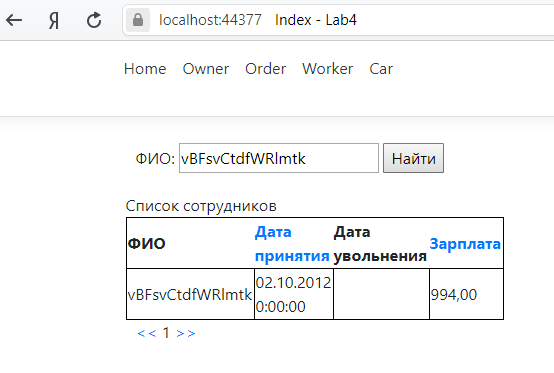 Я localhost:44377 Index - Lab4
Home Owner Order Worker Car
ФИО: vBFsvCtdfWRlmtk Найти
Список сотрудников
ФИО Дата принятия Дата увольнения Зарплата
vBFsvCtdfWRlmtk 02.10.2012 0:00:00 994,00
<< 1 >>